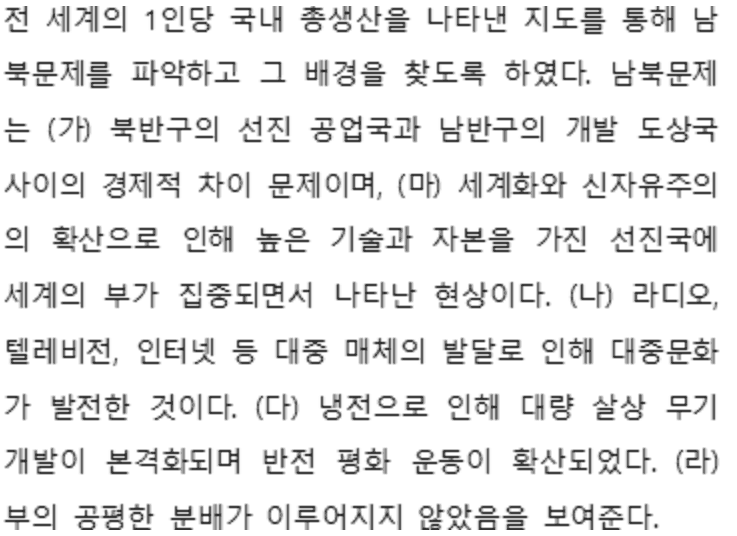 전 세계의 1인당 국내 총생산을 나타낸 지도를 통해 남
북문제를 파악하고 그 배경을 찾도록 하였다. 남북문제
는 (가) 북반구의 선진 공업국과 남반구의 개발 도상국
사이의 경제적 차이 문제이며, (마) 세계화와 신자유주의
의 확산으로 인해 높은 기술과 자본을 가진 선진국에
세계의 부가 집중되면서 나타난 현상이다. (나) 라디오,
텔레비전, 인터넷 등 대중 매체의 발달로 인해 대중문화
가 발전한 것이다. (다) 냉전으로 인해 대량 살상 무기
개발이 본격화되며 반전 평화 운동이 확산되었다. (라)
부의 공평한 분배가 이루어지지 않았음을 보여준다.